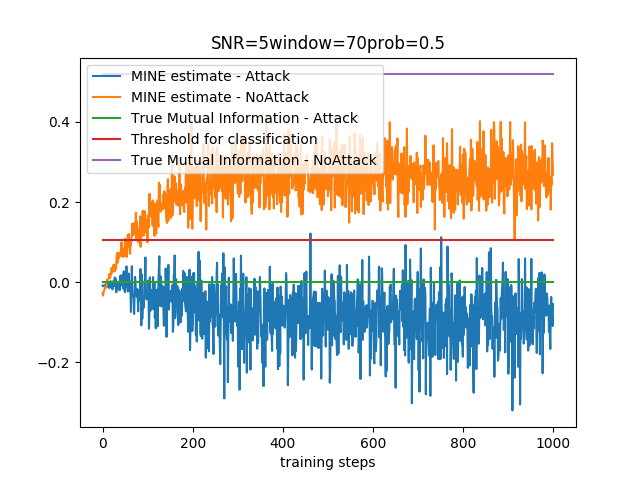 SNR=5window=70prob=0.5
MINE estimate - Attack
MINE estimate - NoAttack
True Mutual Information - Attack
Threshold for classification
True Mutual Information - NoAttack
0.4
0.2
0.0
−0.2
0 200 400 600 800 1000
training steps